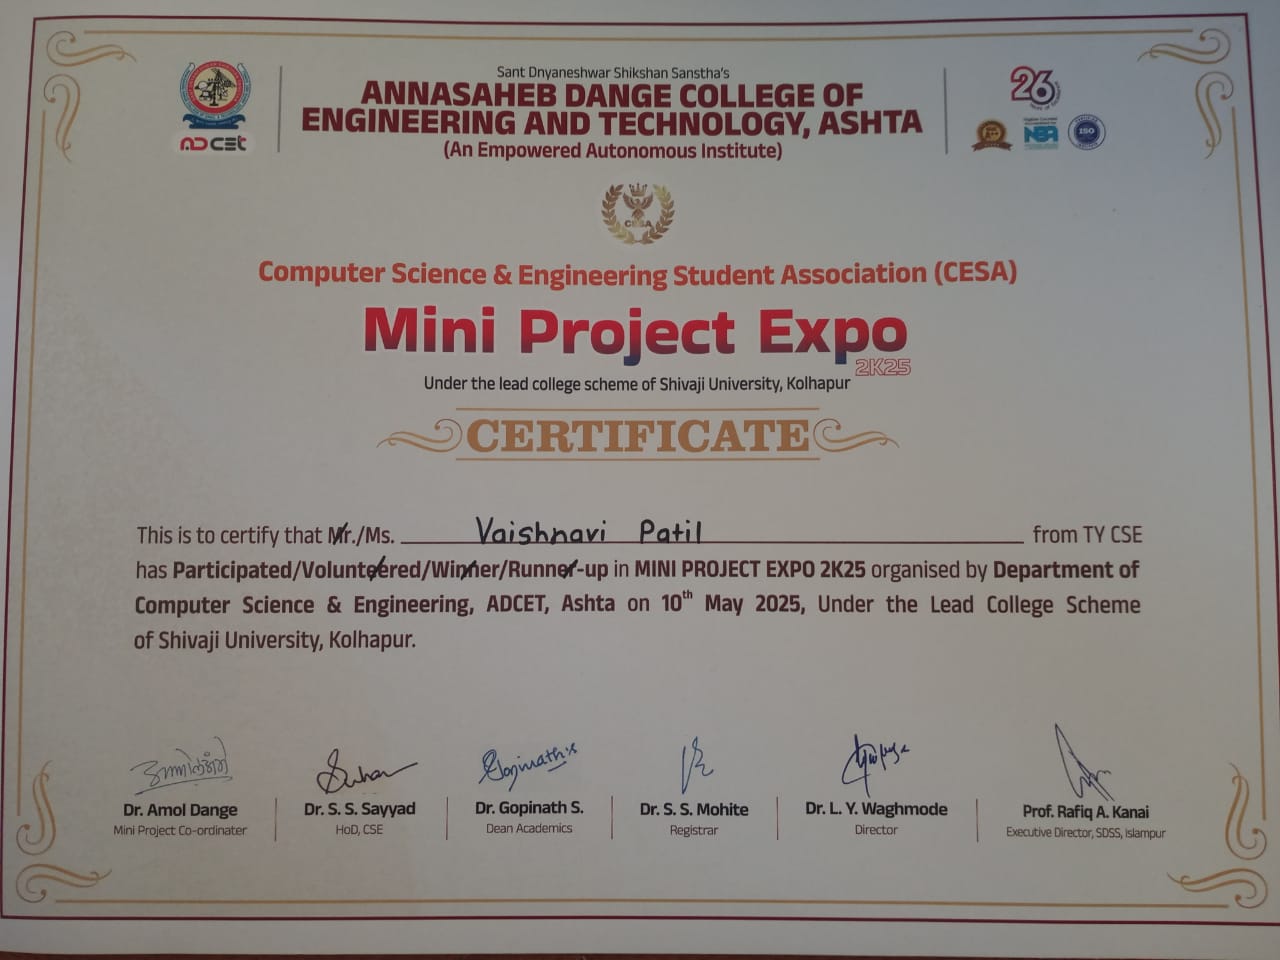 Sant Dnyaneshwar Shikshan Sanstha's
ANNASAHEB DANGE COLLEGE OF
ENGINEERING AND TECHNOLOGY, ASHTA
(An Empowered Autonomous Institute)
ADCET
26
NBA
ISO
CESA
Computer Science & Engineering Student Association (CESA)
Mini Project Expo
2K25
Under the lead college scheme of Shivaji University, Kolhapur
CERTIFICATE
This is to certify that Mr./Ms. Vaishnavi Patil from TY CSE
has Participated/Volunteered/Winner/Runner-up in MINI PROJECT EXPO 2K25 organised by Department of
Computer Science & Engineering, ADCET, Ashta on 10th May 2025, Under the Lead College Scheme
of Shivaji University, Kolhapur.
Dr. Amol Dange
Mini Project Co-ordinater
Dr. S. S. Sayyad
HoD, CSE
Dr. Gopinath S.
Dean Academics
Dr. S. S. Mohite
Registrar
Dr. L. Y. Waghmode
Director
Prof. Rafiq A. Kanai
Executive Director, SDSS, Islampur